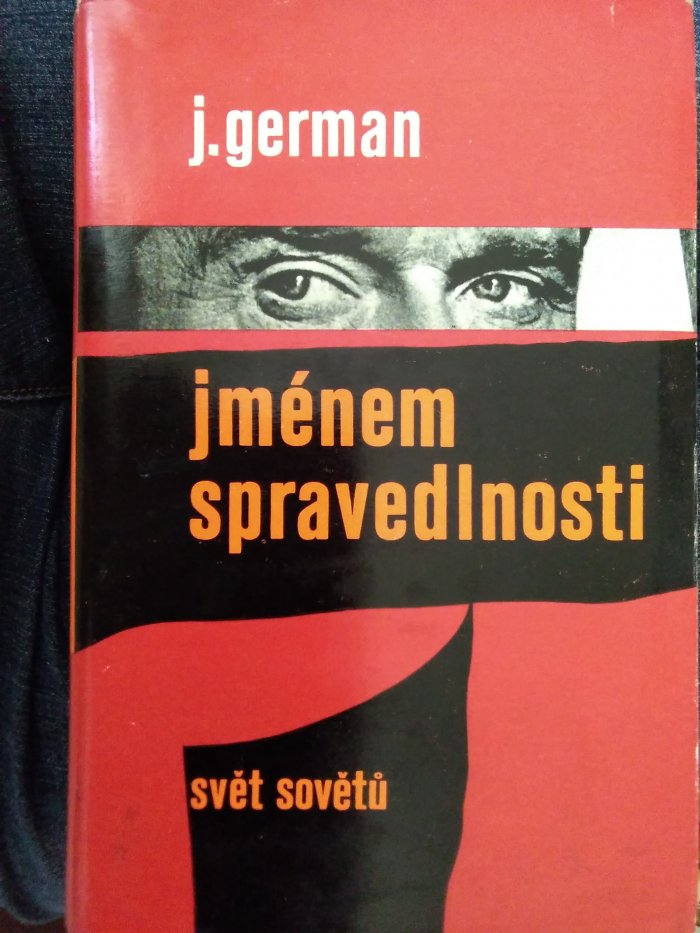 j.german
jménem
spravedlnosti
svět sovětů